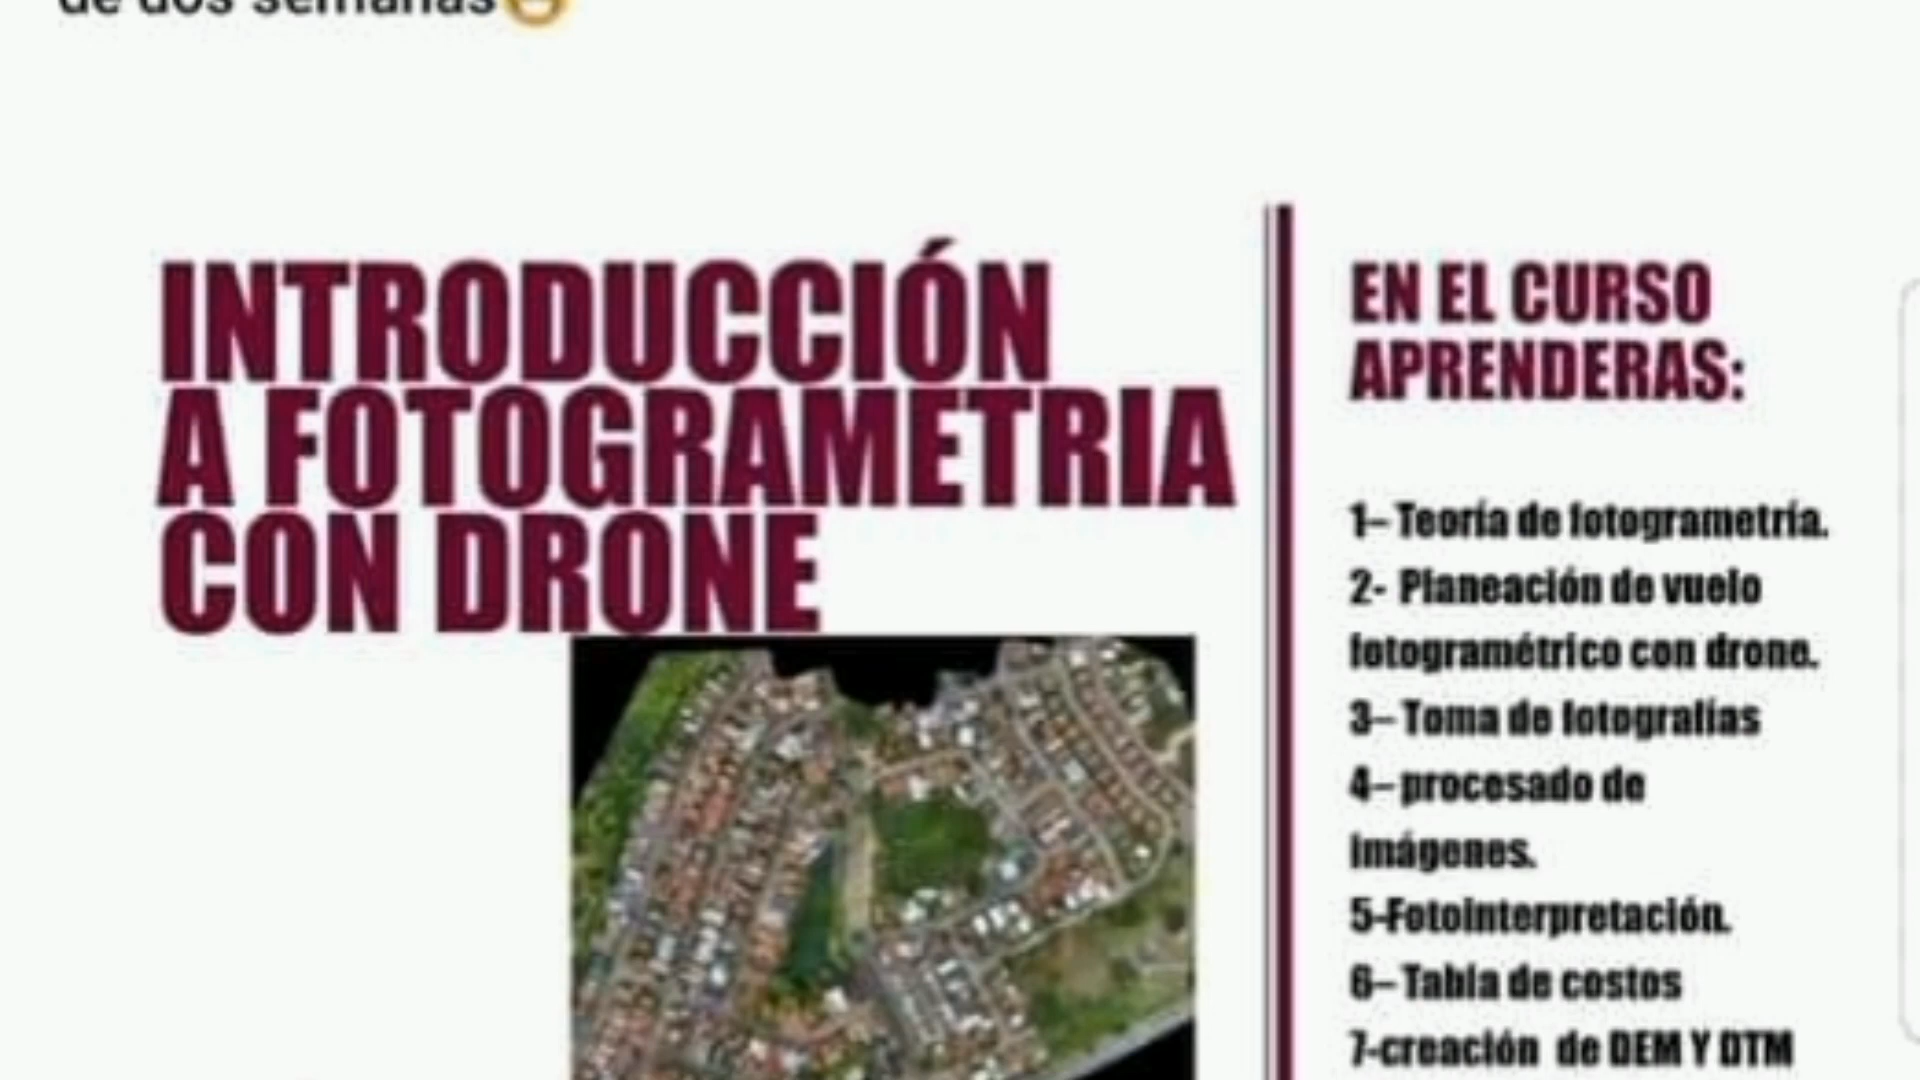 de dos semanas
INTRODUCCIÓN
A FOTOGRAMETRIA
CON DRONE
EN EL CURSO
APRENDERAS:
1- Teoría de fotogrametría.
2- Planeación de vuelo
fotogramétrico con drone.
3- Toma de fotografías
4- procesado de
imágenes.
5-Fotointerpretación.
6- Tabla de costos
7-creación de DEM Y DTM